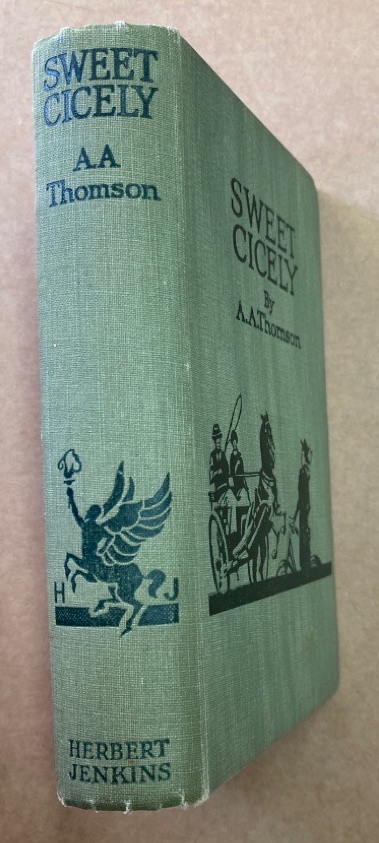 SWEET
CICELY
A.A
Thomson
H J
HERBERT
JENKINS
SWEET
CICELY
By
A.A.Thomson